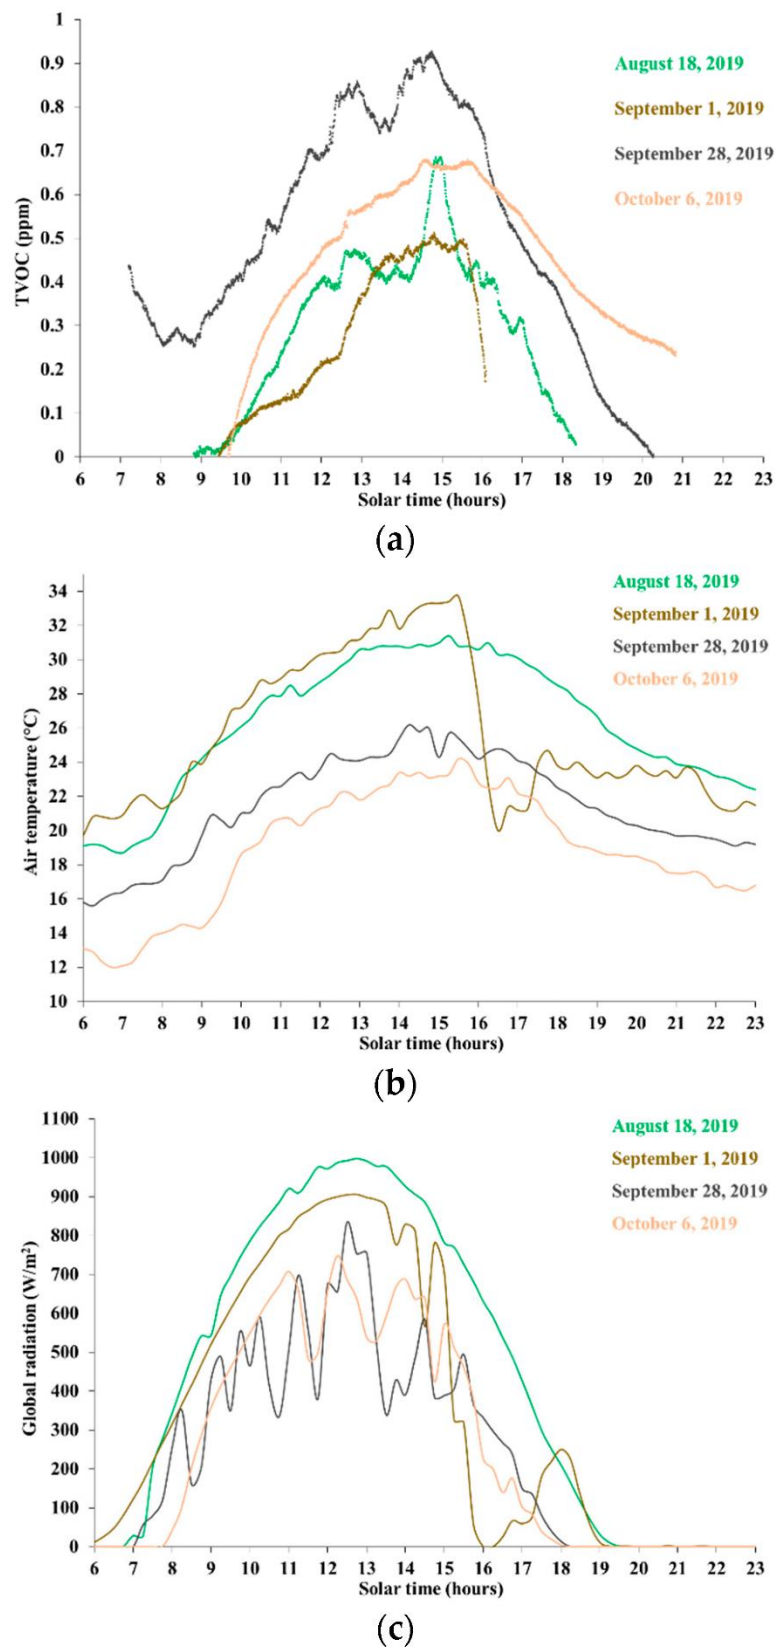 1
0.9
0.8
0.7
0.6
0.5
0.4
0.3
0.2
0.1
0
TVOC (ppm)
August 18, 2019
September 1, 2019
September 28, 2019
October 6, 2019
6 7 8 9 10 11 12 13 14 15 16 17 18 19 20 21 22 23
Solar time (hours)
(a)
34
32
30
28
26
24
22
20
18
16
14
12
10
Air temperature (°C)
August 18, 2019
September 1, 2019
September 28, 2019
October 6, 2019
6 7 8 9 10 11 12 13 14 15 16 17 18 19 20 21 22 23
Solar time (hours)
(b)
1100
1000
900
800
700
600
500
400
300
200
100
0
Global radiation (W/m²)
August 18, 2019
September 1, 2019
September 28, 2019
October 6, 2019
6 7 8 9 10 11 12 13 14 15 16 17 18 19 20 21 22 23
Solar time (hours)
(c)